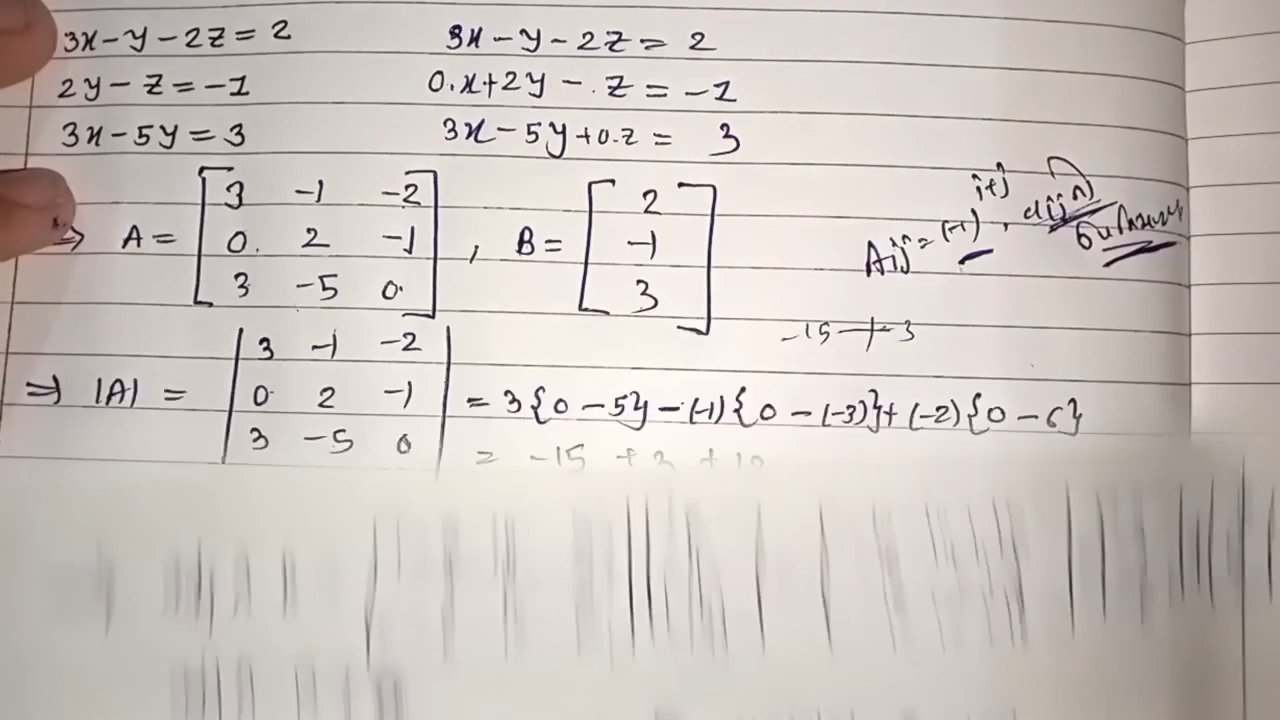 3x-y-2z=2 3x-y-2z=2
2y-z=-1 0.x+2y-.z=-1
3x-5y=3 3x-5y+0.z= 3
⇒ A= [3 -1 -2
0. 2 -1
3 -5 0.] , B= [2
-1
3]
Aij=(-1)i+j .
-15+3
⇒ |A| = |3 -1 -2
0. 2 -1
3 -5 0| = 3{0-5}-(-1){0-(-3)}+(-2){0-6}
= -15 +3 +